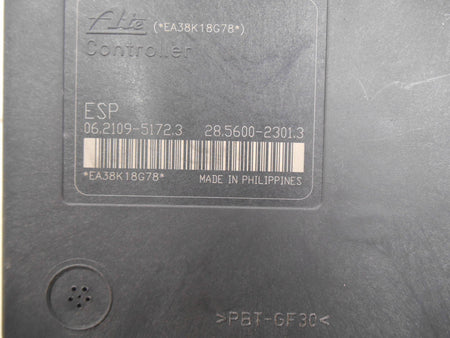 Ate (*EA38K18G78*)
Controller
ESP
06.2109-5172.3 28.5600-2301.3
*EA38K18G78* MADE IN PHILIPPINES
>PBT-GF30<